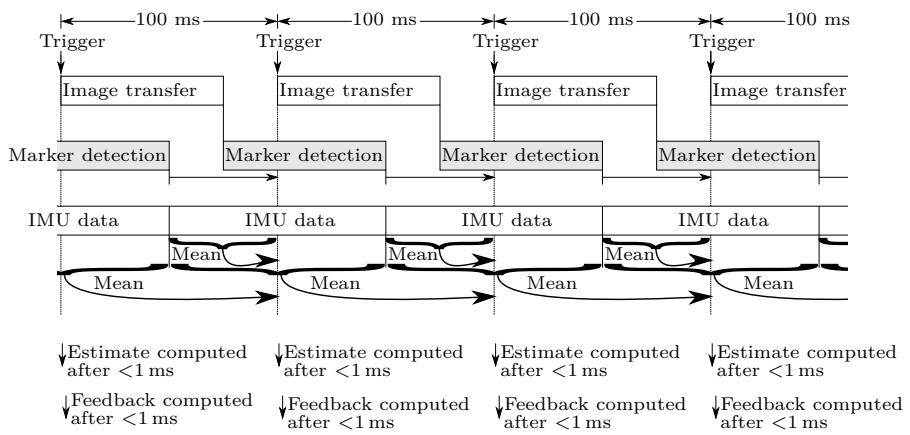 100 ms 100 ms 100 ms 100 ms
Trigger Trigger Trigger Trigger
Image transfer Image transfer Image transfer Image transfer
Marker detection Marker detection Marker detection Marker detection
IMU data IMU data IMU data IMU data
Mean Mean Mean
Mean Mean Mean Mean
Estimate computed Estimate computed Estimate computed Estimate computed
after <1 ms after <1 ms after <1 ms after <1 ms
Feedback computed Feedback computed Feedback computed Feedback computed
after <1 ms after <1 ms after <1 ms after <1 ms